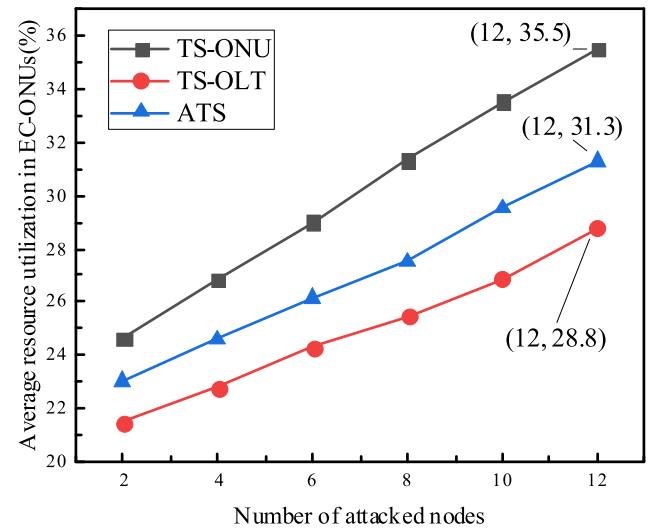 Average resource utilization in EC-ONUs(%)
36
34
32
30
28
26
24
22
20
TS-ONU
TS-OLT
ATS
(12, 35.5)
(12, 31.3)
(12, 28.8)
2 4 6 8 10 12
Number of attacked nodes